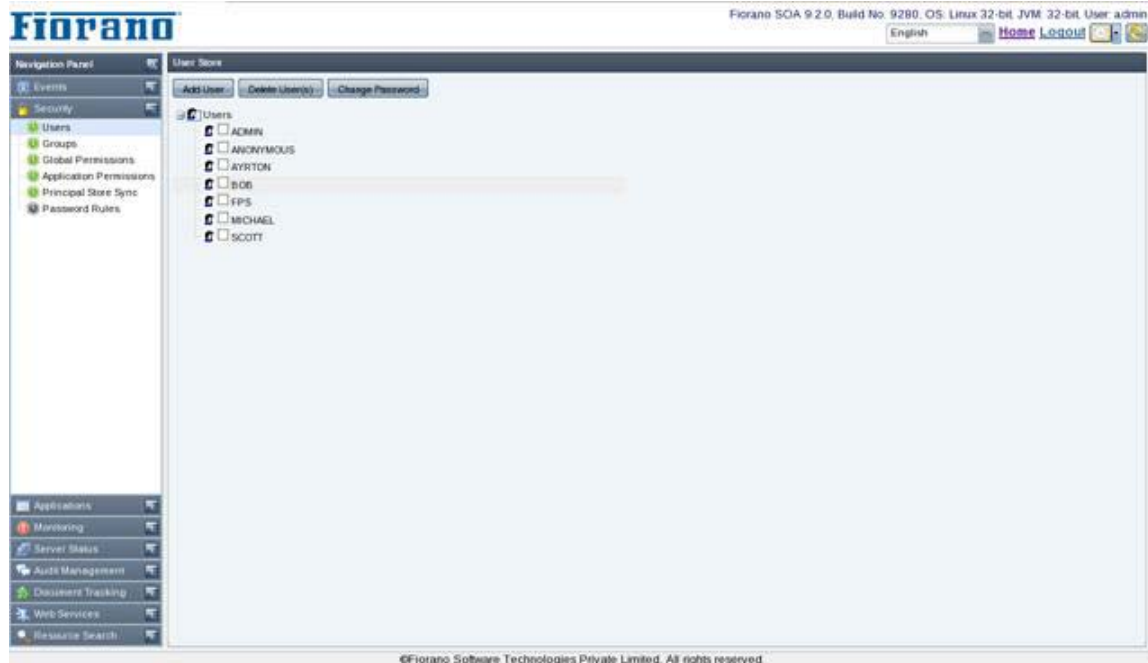 Fiorano
Fiorano SOA 9.2.0, Build No: 9280, OS: Linux 32-bit, JVM: 32-bit, User: admin
English
Home Logout
Navigation Panel
Events
Security
Users
Groups
Global Permissions
Application Permissions
Principal Store Sync
Password Rules
Applications
Monitoring
Server Status
Audit Management
Document Tracking
Web Services
Resource Search
User Store
Add User Delete User(s) Change Password
Users
ADMIN
ANONYMOUS
AYRTON
BOB
FPS
MICHAEL
SCOTT
©Fiorano Software Technologies Private Limited. All rights reserved